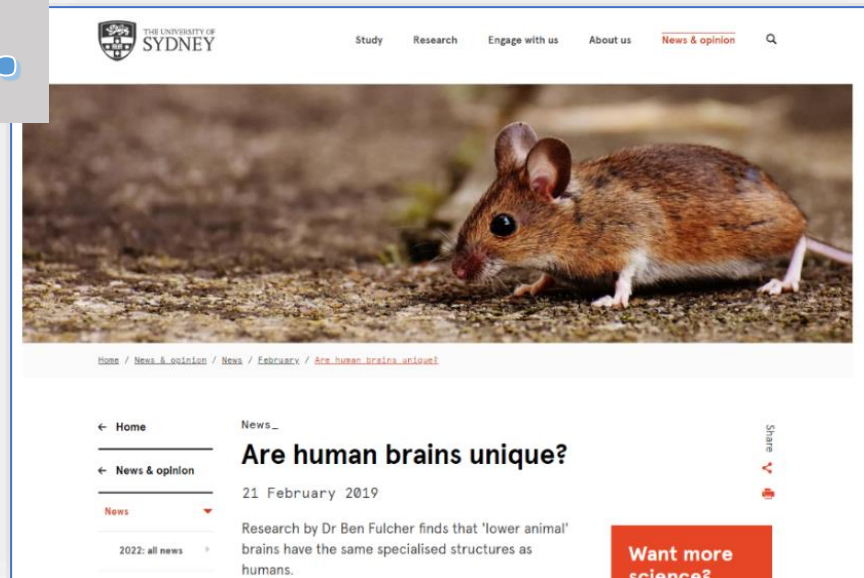 THE UNIVERSITY OF
SYDNEY
Study Research Engage with us About us News & opinion
Home / News & opinion / News / February / Are human brains unique?
← Home
← News & opinion
News
2022: all news
News_
Are human brains unique?
21 February 2019
Research by Dr Ben Fulcher finds that 'lower animal'
brains have the same specialised structures as
humans.
Share
Want more
science?